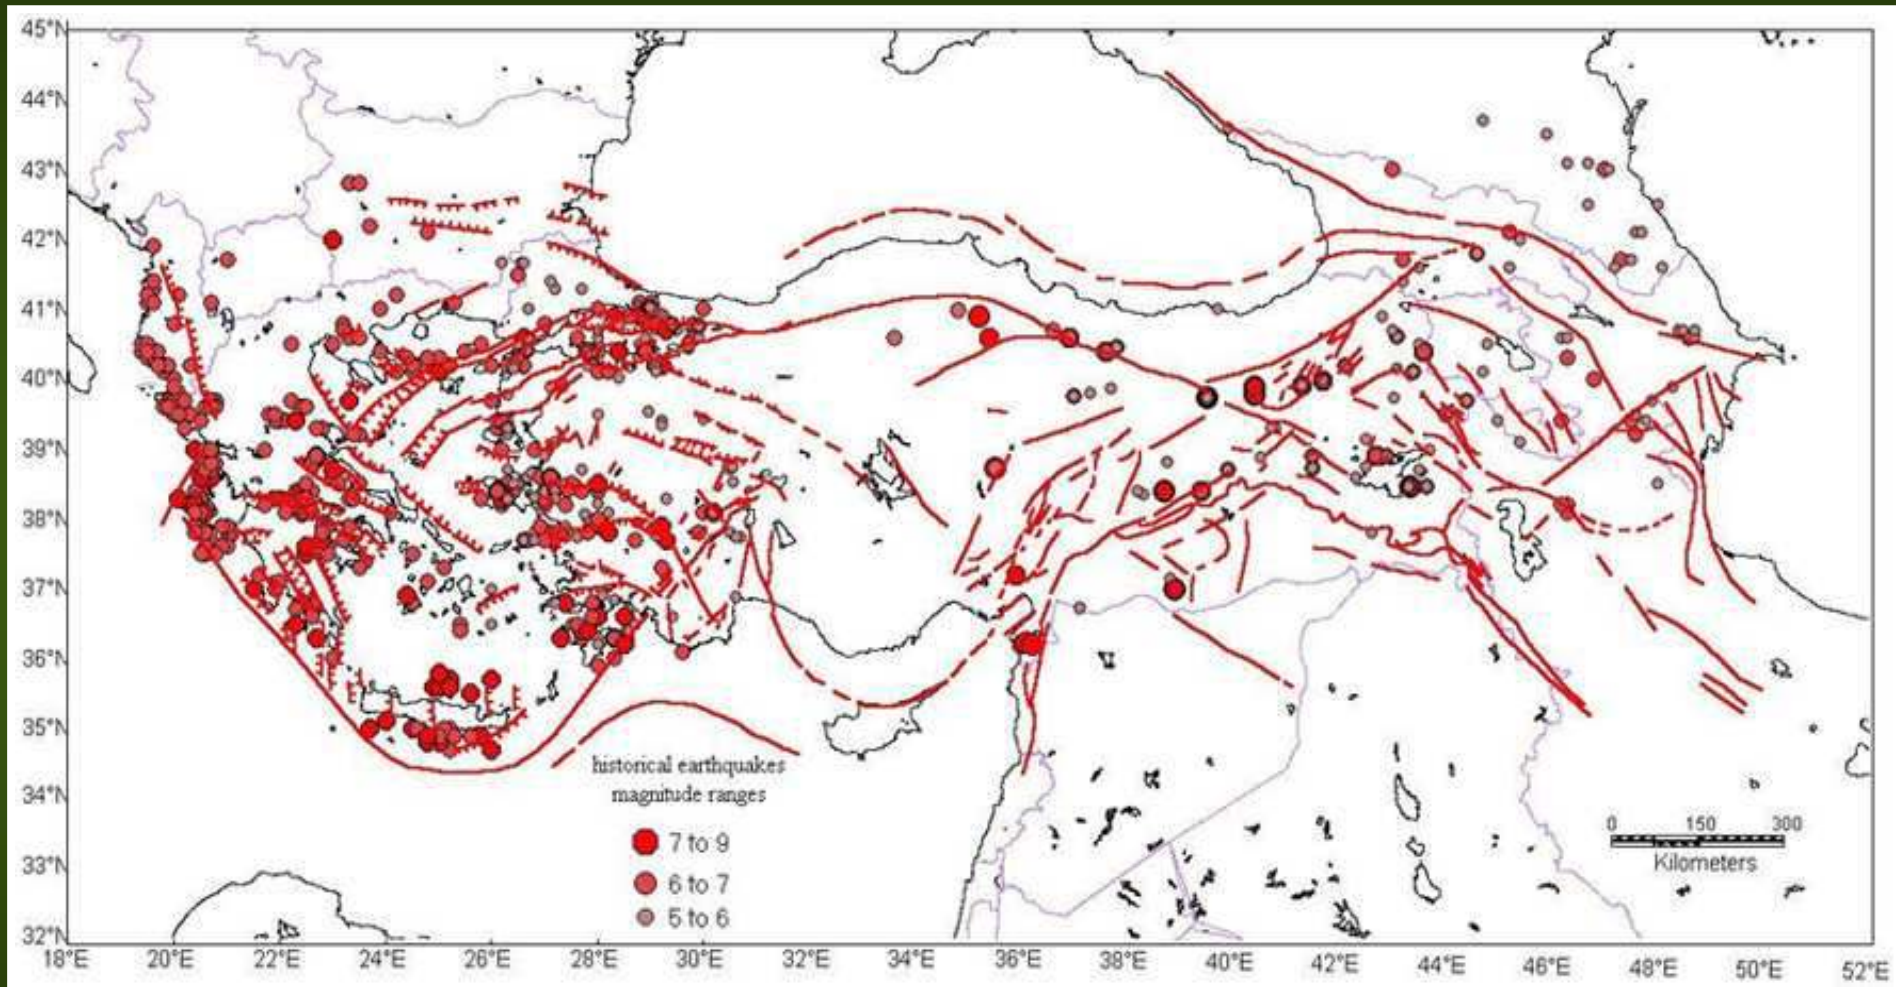 45°N
44°N
43°N
42°N
41°N
40°N
39°N
38°N
37°N
36°N
35°N
34°N
33°N
32°N
historical earthquakes
magnitude ranges
7 to 9
6 to 7
5 to 6
0 150 300
Kilometers
18°E 20°E 22°E 24°E 26°E 28°E 30°E 32°E 34°E 36°E 38°E 40°E 42°E 44°E 46°E 48°E 50°E 52°E